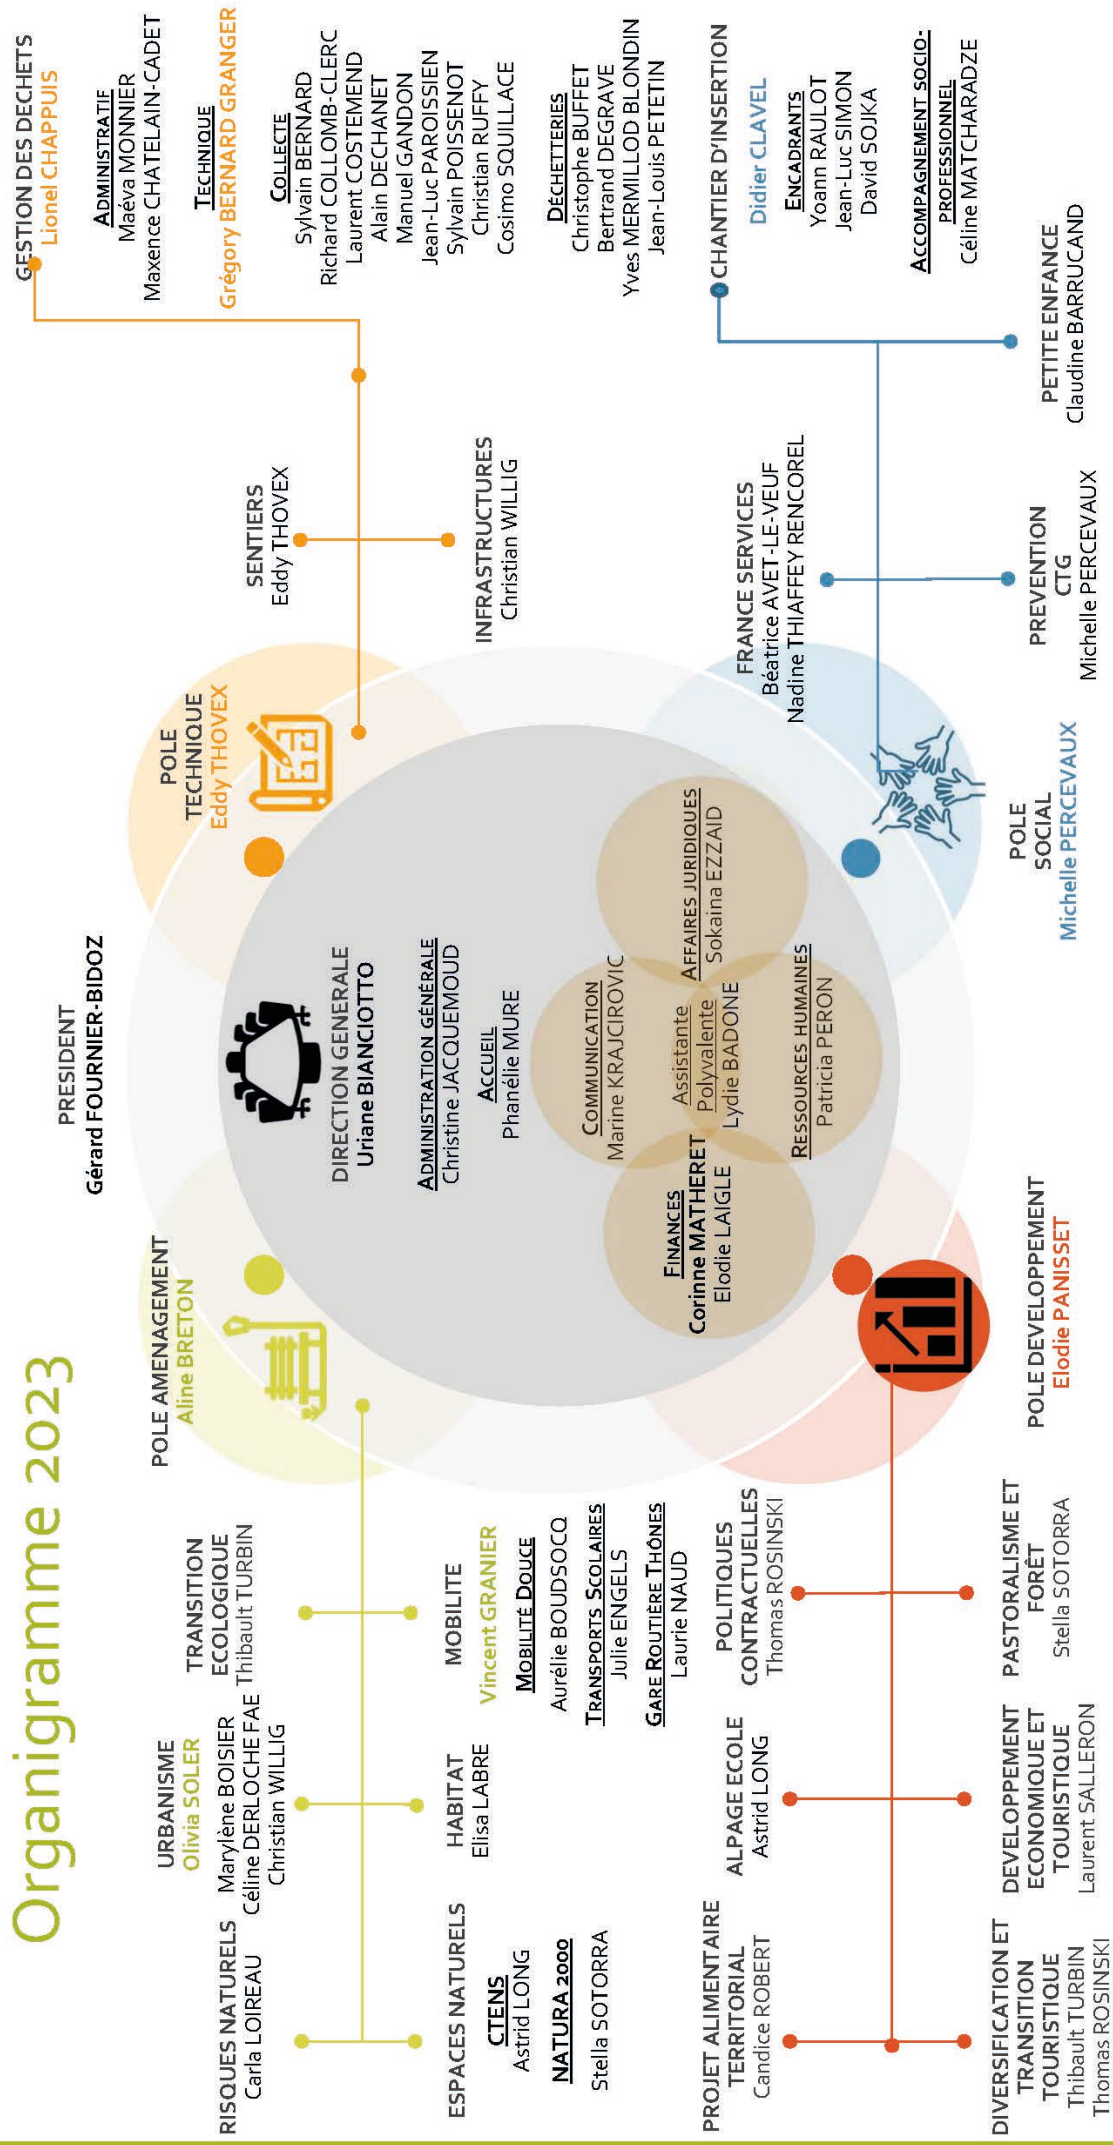 Organigramme 2023
PRESIDENT
Gérard FOURNIER-BIDOZ
DIRECTION GENERALE
Uriane BIANCIOTTO
ADMINISTRATION GÉNÉRALE
Christine JACQUEMOUD
ACCUEIL
Phanélie MURE
COMMUNICATION
Marine KRAJCIROVIC
FINANCES
Corinne MATHERET
Elodie LAIGLE
Assistante
Polyvalente
Lydie BADONE
AFFAIRES JURIDIQUES
Sokaina EZZAID
RESSOURCES HUMAINES
Patricia PERON
POLE AMENAGEMENT
Aline BRETON
RISQUES NATURELS
Carla LOIREAU
URBANISME
Olivia SOLER
Marylène BOISIER
Céline DERLOCHE FAE
Christian WILLIG
TRANSITION
ECOLOGIQUE
Thibault TURBIN
ESPACES NATURELS
CTENS
Astrid LONG
NATURA 2000
Stella SOTORRA
HABITAT
Elisa LABRE
MOBILITE
Vincent GRANIER
MOBILITÉ DOUCE
Aurélie BOUDSOCQ
TRANSPORTS SCOLAIRES
Julie ENGELS
GARE ROUTIÈRE THÔNES
Laurie NAUD
POLE TECHNIQUE
Eddy THOVEX
SENTIERS
Eddy THOVEX
INFRASTRUCTURES
Christian WILLIG
GESTION DES DECHETS
Lionel CHAPPUIS
ADMINISTRATIF
Maéva MONNIER
Maxence CHATELAIN-CADET
TECHNIQUE
Grégory BERNARD GRANGER
COLLECTE
Sylvain BERNARD
Richard COLLOMB-CLERC
Laurent COSTEMEND
Alain DECHANET
Manuel GANDON
Jean-Luc PAROISSIEN
Sylvain POISSENOT
Christian RUFFY
Cosimo SQUILLACE
DÉCHETTERIES
Christophe BUFFET
Bertrand DEGRAVE
Yves MERMILLOD BLONDIN
Jean-Louis PETETIN
POLE DEVELOPPEMENT
Elodie PANISSET
PROJET ALIMENTAIRE
TERRITORIAL
Candice ROBERT
ALPAGE ECOLE
Astrid LONG
POLITIQUES
CONTRACTUELLES
Thomas ROSINSKI
DIVERSIFICATION ET
TRANSITION
TOURISTIQUE
Thibault TURBIN
Thomas ROSINSKI
DEVELOPPEMENT
ECONOMIQUE ET
TOURISTIQUE
Laurent SALLERON
PASTORALISME ET
FORÊT
Stella SOTORRA
POLE
SOCIAL
Michelle PERCEVAUX
FRANCE SERVICES
Béatrice AVET-LE-VEUF
Nadine THIAFFEY RENCOREL
PREVENTION
CTG
Michelle PERCEVAUX
PETITE ENFANCE
Claudine BARRUCAND
CHANTIER D'INSERTION
Didier CLAVEL
ENCADRANTS
Yoann RAULOT
Jean-Luc SIMON
David SOJKA
ACCOMPAGNEMENT SOCIO-
PROFESSIONNEL
Céline MATCHARADZE